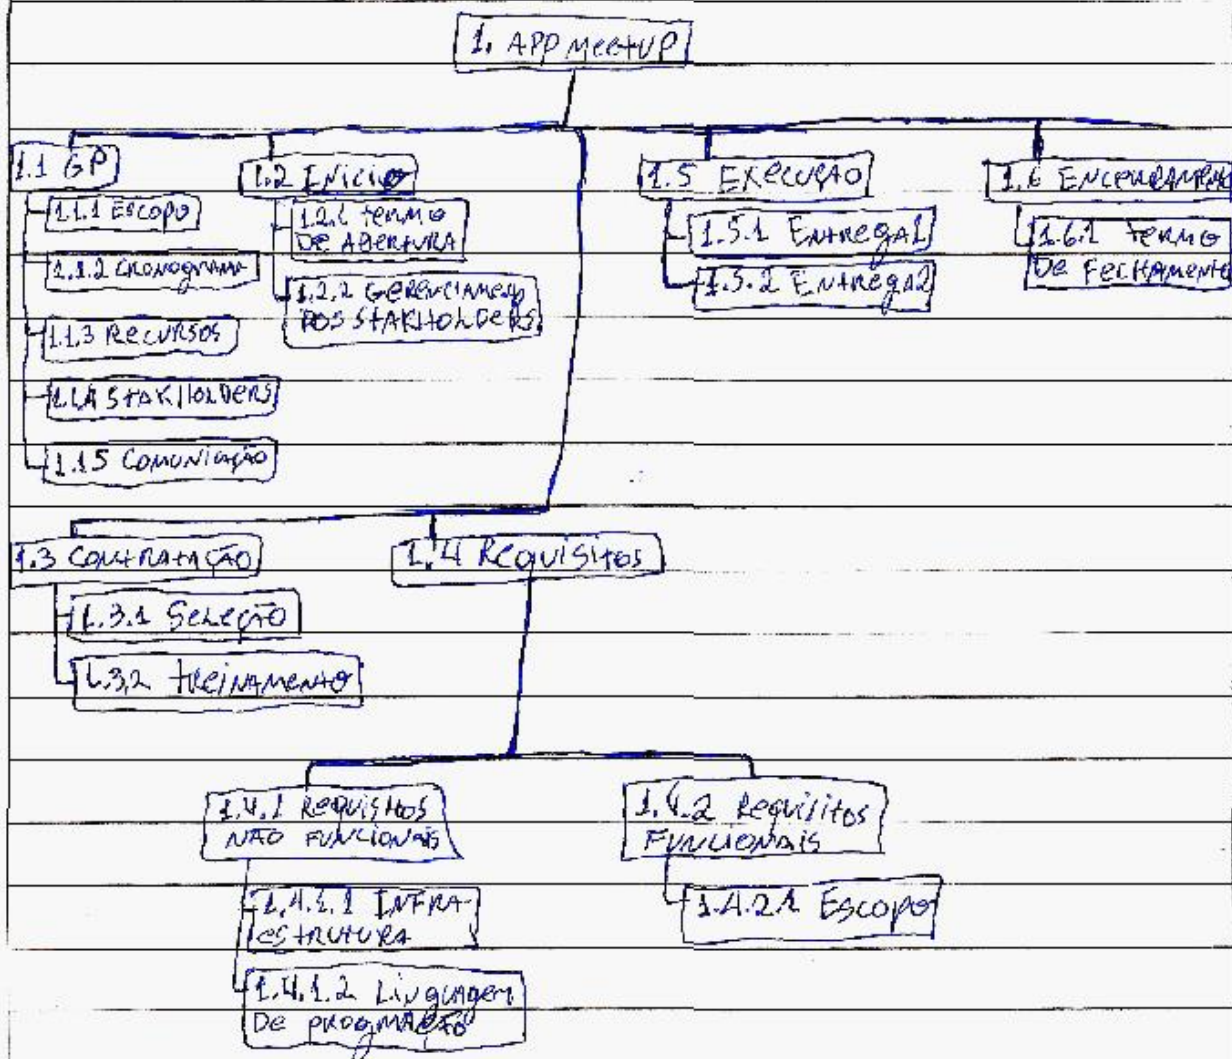 1. APP MeetUP
1.1 GP
1.1.1 Escopo
1.1.2 Cronograma
1.1.3 Recursos
1.1.4 STAKHOLDERS
1.1.5 Comunicação
1.2 Início
1.2.1 termo
De Abertura
1.2.2 Gerenciameno
DOS STAKHOLDERS
1.5 Execução
1.5.1 Entrega1
1.5.2 Entrega2
1.6 Encerramento
1.6.1 termo
De Fechamento
1.3 Contratação
1.3.1 Seleção
1.3.2 treinamento
1.4 Requisitos
1.4.1 Requisitos
NÃO FUNCIONAIS
1.4.1.1 INFRA-
ESTRUTURA
1.4.1.2 Linguagem
De progmação
1.4.2 Requisitos
FUNCIONAIS
1.4.2.1 Escopo